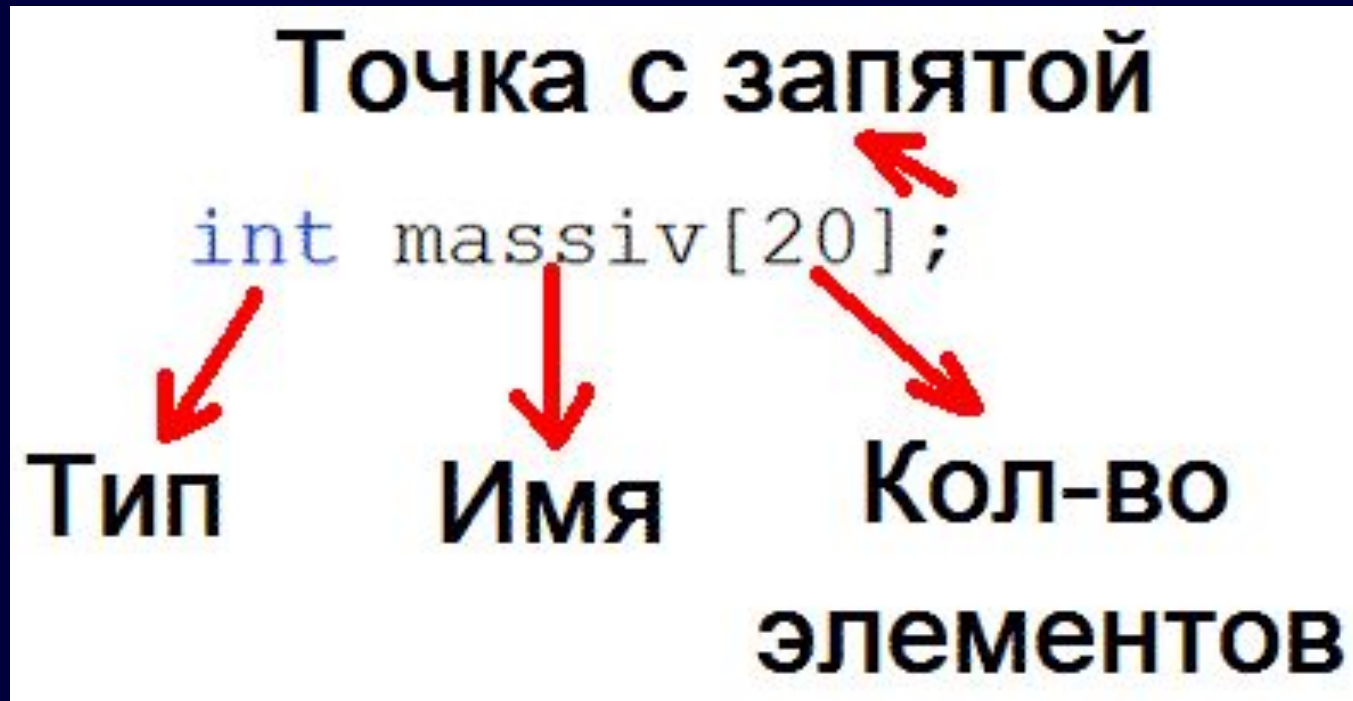 Точка с запятой
int massiv[20];
Тип Имя Кол-во
элементов